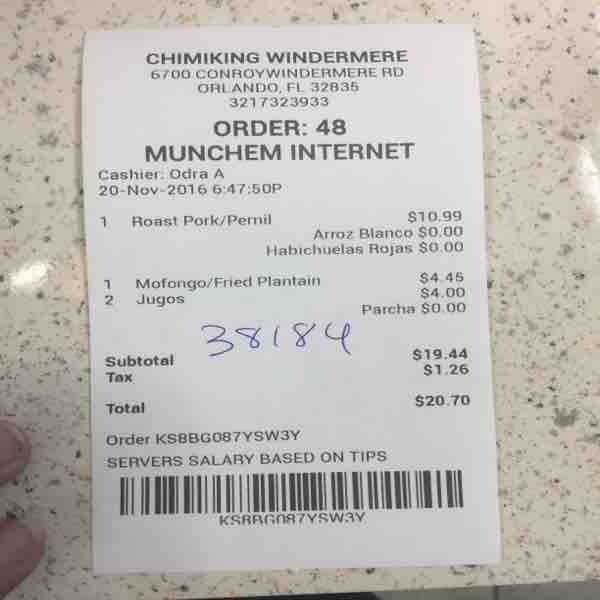 CHIMIKING WINDERMERE
6700 CONROYWINDERMERE RD
ORLANDO, FL 32835
3217323933
ORDER: 48
MUNCHEM INTERNET
Cashier: Odra A
20-Nov-2016 6:47:50P
1 Roast Pork/Pernil $10.99
Arroz Blanco $0.00
Habichuelas Rojas $0.00
1 Mofongo/Fried Plantain $4.45
2 Jugos $4.00
Parcha $0.00
38184
Subtotal $19.44
Tax $1.26
Total $20.70
Order KSBBG087YSW3Y
SERVERS SALARY BASED ON TIPS
KSBBG087YSW3Y